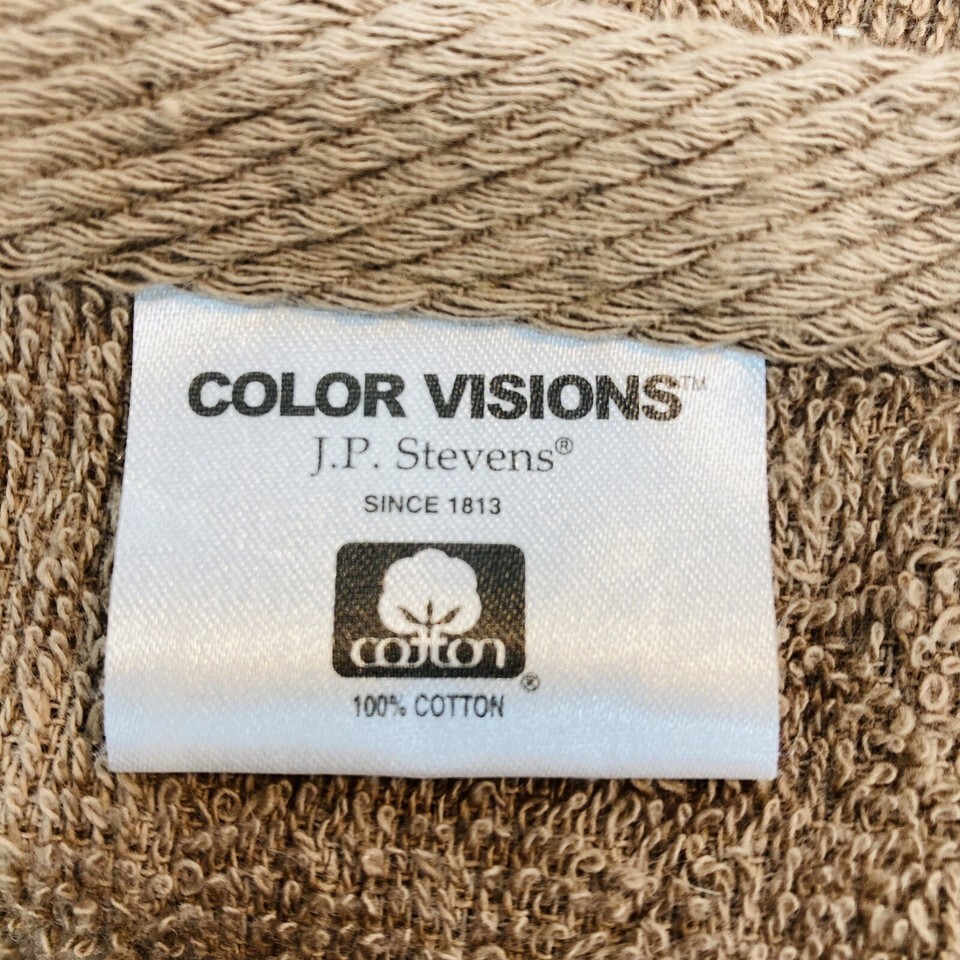 COLOR VISIONS™
J.P. Stevens®
SINCE 1813
cotton
®
100% COTTON